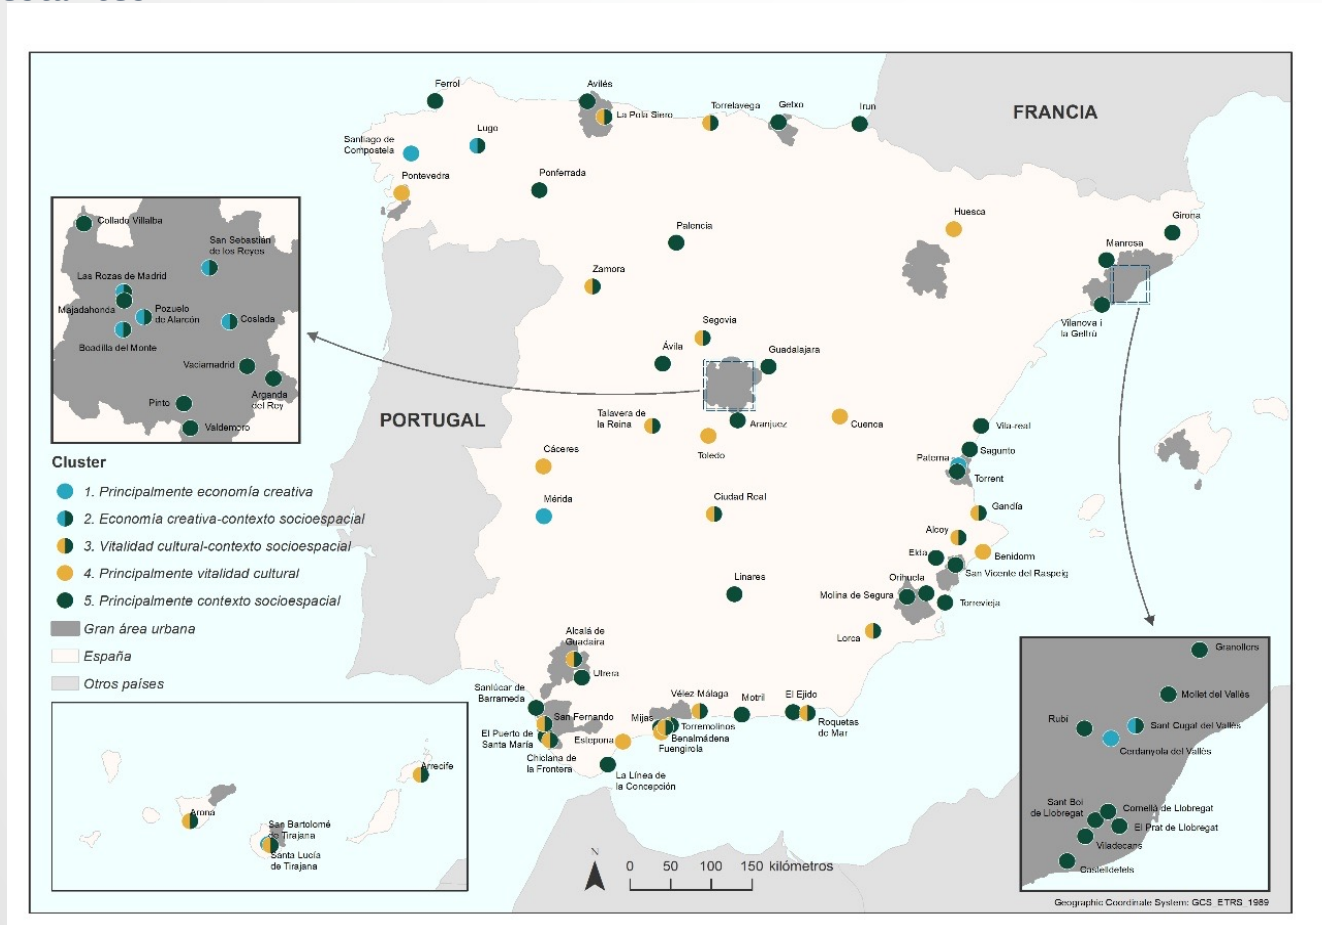 Ferrol
Avilés
La Pola Siero
Torrelavega
Getxo
Irun
FRANCIA
Lugo
Santiago de
Compostela
Pontevedra
Ponferrada
Palencia
Huesca
Girona
Manresa
Vilanova i
la Geltrú
Zamora
Segovia
Ávila
Guadalajara
PORTUGAL
Talavera de
la Reina
Aranjuez
Toledo
Cuenca
Cáceres
Mérida
Ciudad Real
Vila-real
Sagunto
Paterna
Torrent
Gandía
Alcoy
Benidorm
San Vicente del Raspeig
Orihuela
Molina de Segura
Torrevieja
Linares
Lorca
Alcalá de
Guadaira
Utrera
Sanlúcar de
Barrameda
San Fernando
El Puerto de
Santa María
Chiclana de
la Frontera
Estepona
La Línea de
la Concepción
Mijas
Vélez Málaga
Torremolinos
Benalmádena
Fuengirola
Motril
El Ejido
Roquetas
de Mar
Collado Villalba
San Sebastián
de los Reyes
Las Rozas de Madrid
Majadahonda
Pozuelo
de Alarcón
Coslada
Boadilla del Monte
Vaciamadrid
Arganda
del Rey
Pinto
Valdemoro
Cluster
1. Principalmente economía creativa
2. Economía creativa-contexto socioespacial
3. Vitalidad cultural-contexto socioespacial
4. Principalmente vitalidad cultural
5. Principalmente contexto socioespacial
Gran área urbana
España
Otros países
Arrecife
Arona
San Bartolomé
de Tirajana
Santa Lucía
de Tirajana
N
0 50 100 150 kilómetros
Granollers
Mollet del Vallès
Rubí
Sant Cugat del Vallès
Cerdanyola del Vallès
Sant Boi
de Llobregat
Cornellà de Llobregat
El Prat de Llobregat
Viladecans
Castelldefels
Geographic Coordinate System: GCS ETRS 1989